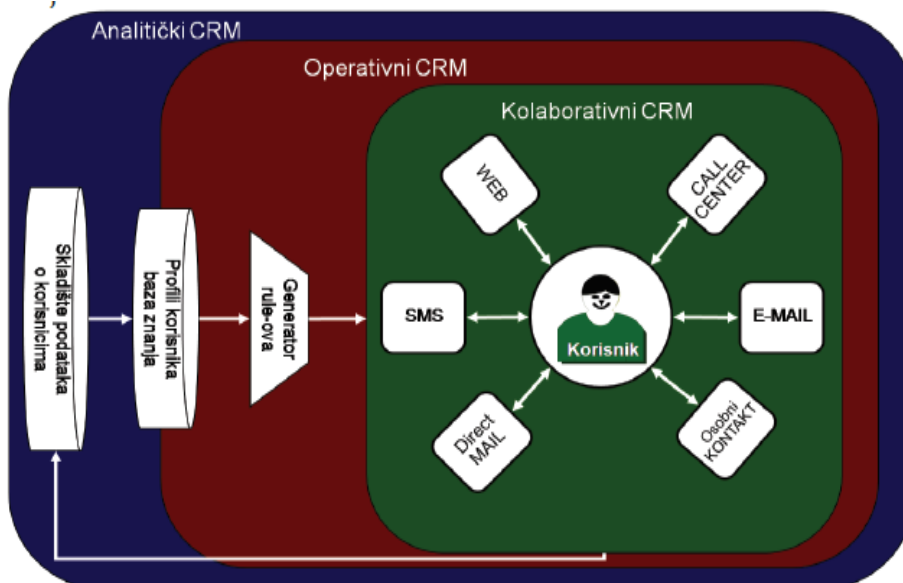 Analitički CRM
Operativni CRM
Kolaborativni CRM
Skladište podataka
o korisnicima
Profili korisnika
baza znanja
Generator
rule-ova
WEB
CALL
CENTER
SMS
Korisnik
E-MAIL
Direct
MAIL
Osobni
KONTAKT